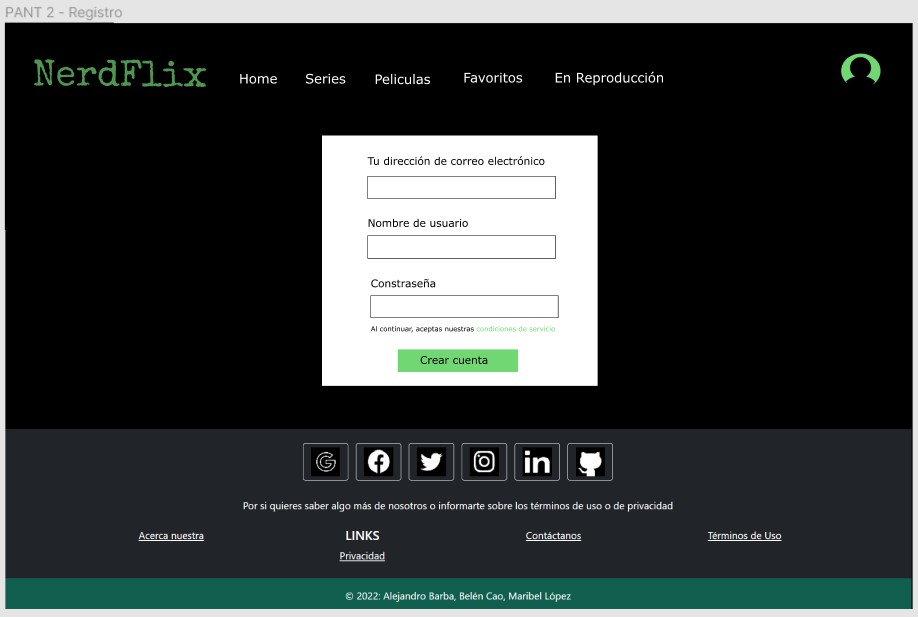 PANT 2 - Registro
NerdFlix
Home Series Peliculas Favoritos En Reproducción
Tu dirección de correo electrónico
Nombre de usuario
Constraseña
Al continuar, aceptas nuestras condiciones de servicio
Crear cuenta
Por si quieres saber algo más de nosotros o informarte sobre los términos de uso o de privacidad
Acerca nuestra LINKS Contáctanos Términos de Uso
Privacidad
© 2022: Alejandro Barba, Belén Cao, Maribel López